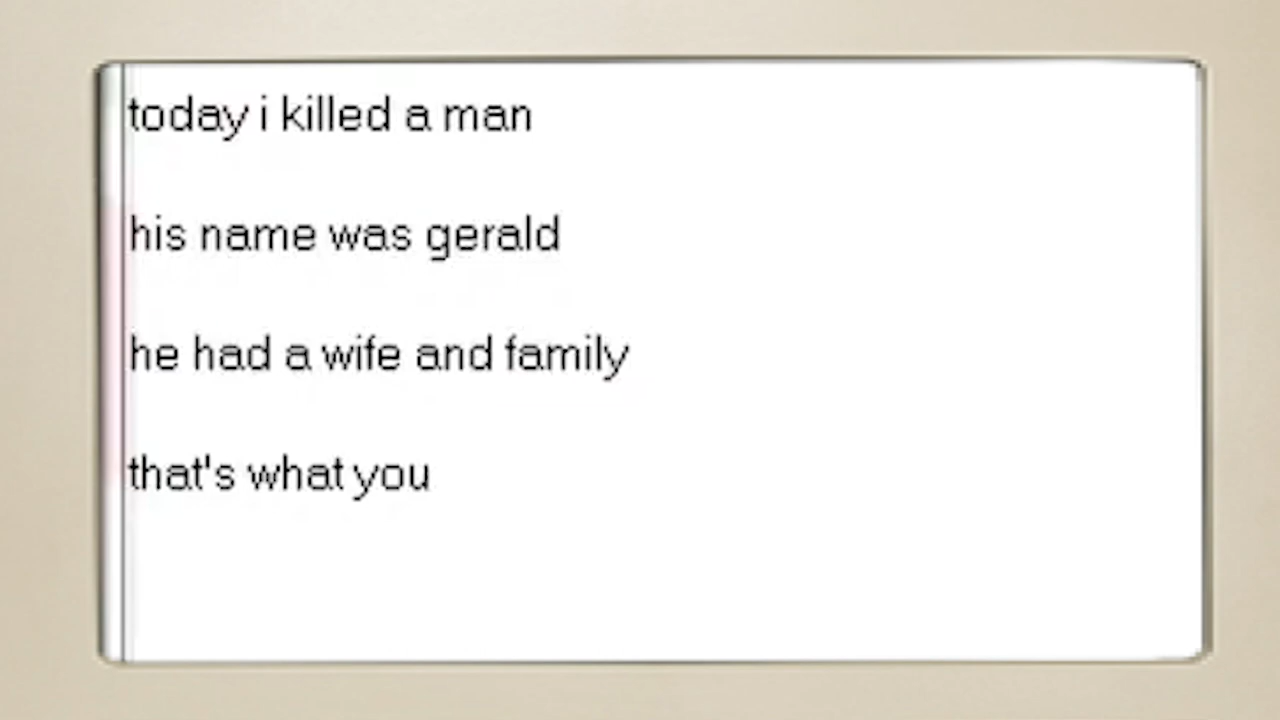 today i killed a man
his name was gerald
he had a wife and family
that's what you